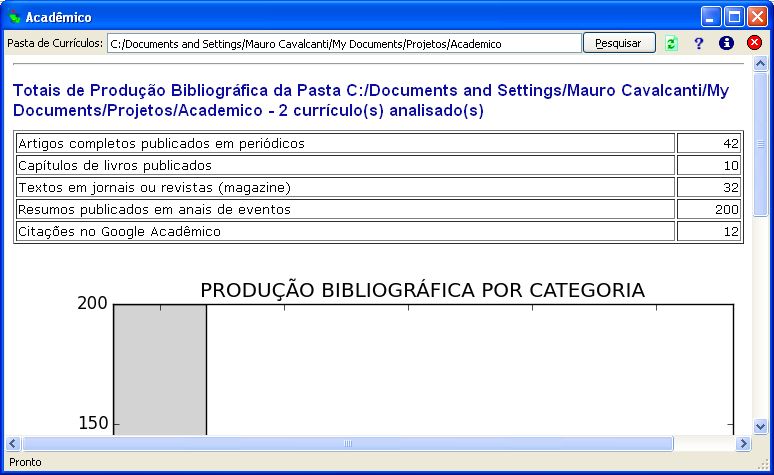 Acadêmico
Pasta de Currículos: C:/Documents and Settings/Mauro Cavalcanti/My Documents/Projetos/Academico Pesquisar
Totais de Produção Bibliográfica da Pasta C:/Documents and Settings/Mauro Cavalcanti/My
Documents/Projetos/Academico - 2 currículo(s) analisado(s)
Artigos completos publicados em periódicos 42
Capítulos de livros publicados 10
Textos em jornais ou revistas (magazine) 32
Resumos publicados em anais de eventos 200
Citações no Google Acadêmico 12
PRODUÇÃO BIBLIOGRÁFICA POR CATEGORIA
200
150
Pronto